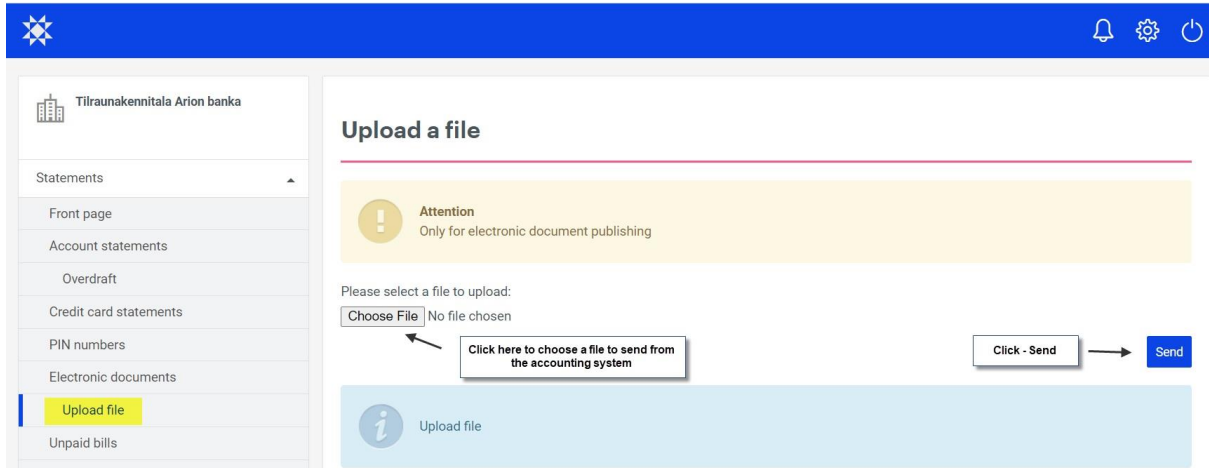 Tilraunakennitala Arion banka
Statements
Front page
Account statements
Overdraft
Credit card statements
PIN numbers
Electronic documents
Upload file
Unpaid bills
Upload a file
Attention
Only for electronic document publishing
Please select a file to upload:
Choose File No file chosen
Click here to choose a file to send from
the accounting system
Click - Send
Send
Upload file